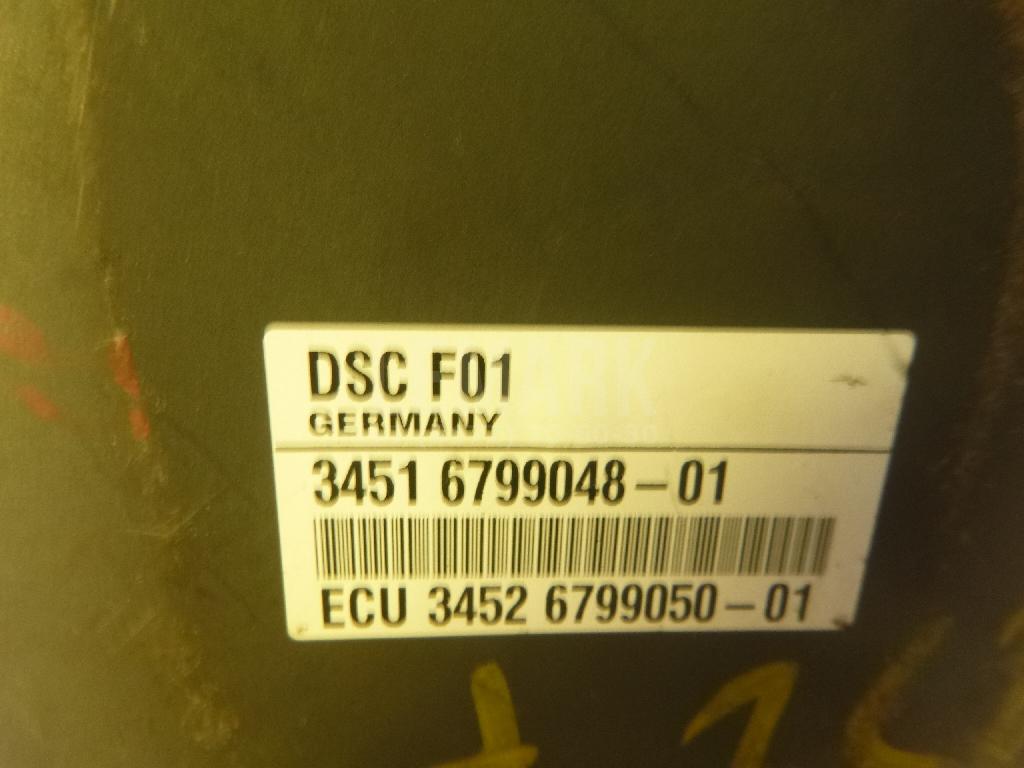 DSC F01
GERMANY
3451 6799048-01
ECU 3452 6799050-01